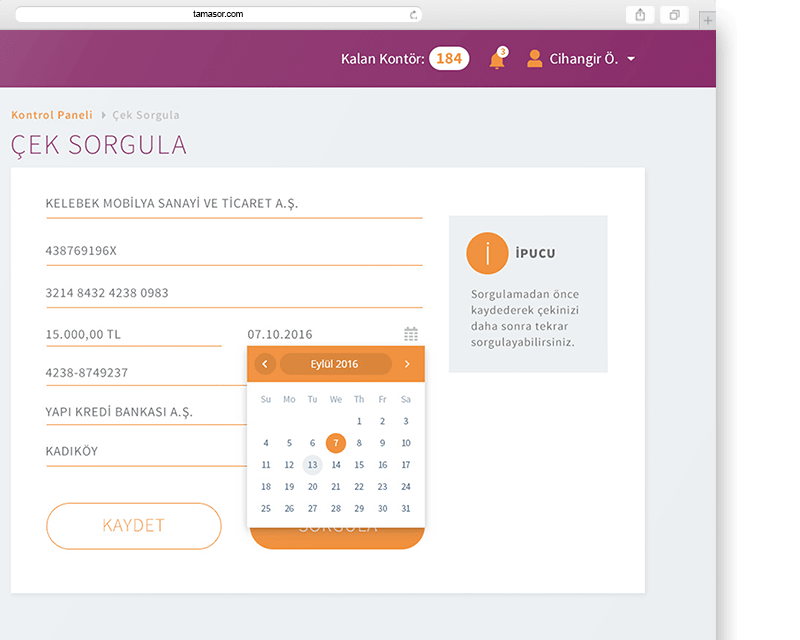 tamasor.com
Kalan Kontör: 184 3 Cihangir Ö.
Kontrol Paneli Çek Sorgula
ÇEK SORGULA
KELEBEK MOBİLYA SANAYİ VE TİCARET A.Ş.
438769196X
3214 8432 4238 0983
15.000,00 TL 07.10.2016
4238-8749237
YAPI KREDİ BANKASI A.Ş.
KADIKÖY
Eylül 2016
Su Mo Tu We Th Fr Sa
1 2 3
4 5 6 7 8 9 10
11 12 13 14 15 16 17
18 19 20 21 22 23 24
25 26 27 28 29 30 31
KAYDET SORGULA
İ İPUCU
Sorgulamadan önce
kaydederek çekinizi
daha sonra tekrar
sorgulayabilirsiniz.